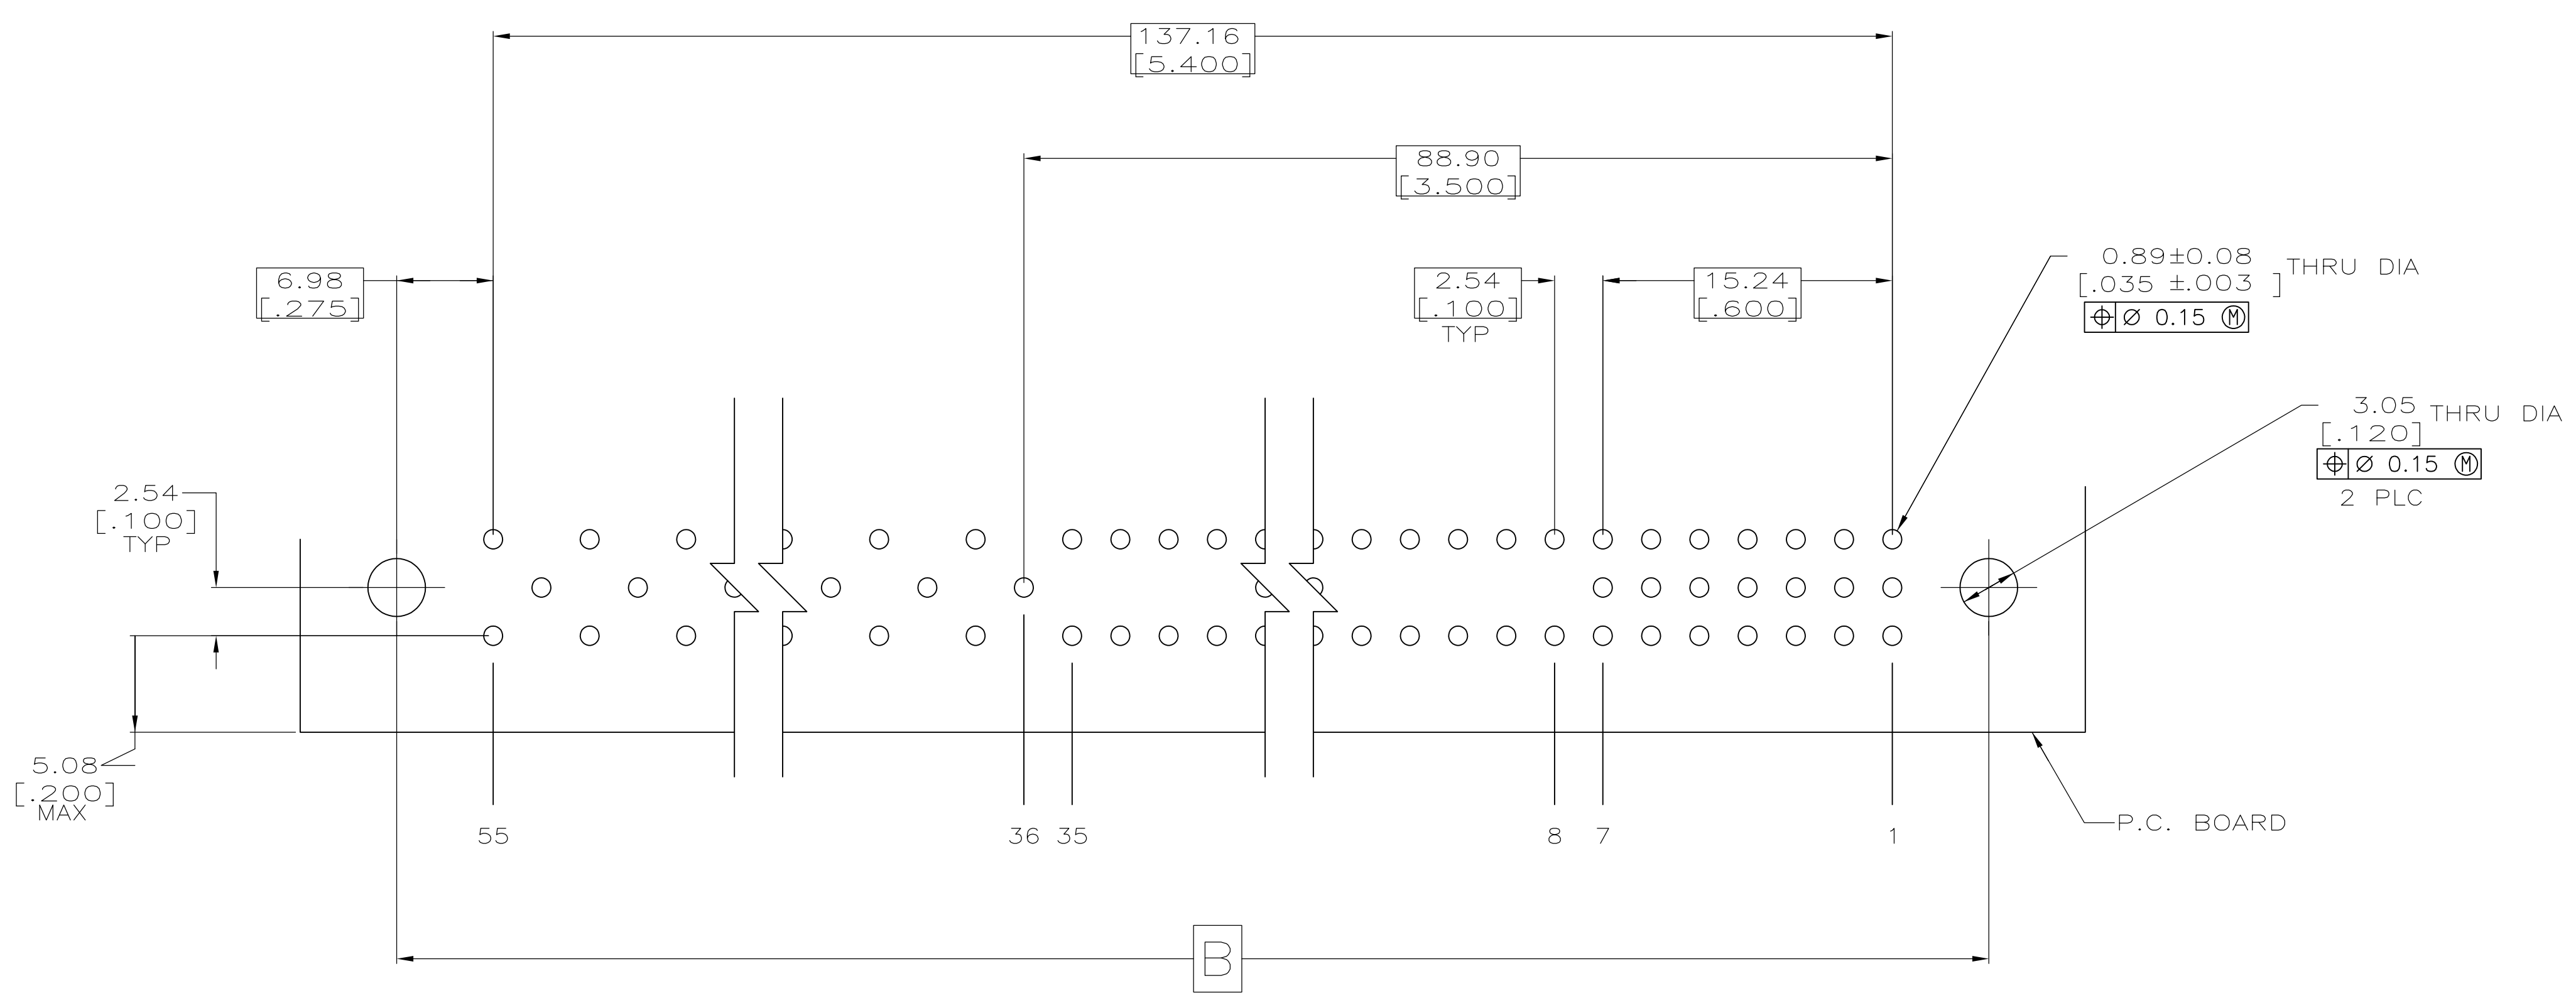 137.16
[5.400]
88.90
[3.500]
6.98
[.275]
2.54
[.100]
TYP
15.24
[.600]
0.89±0.08
[.035 ±.003 ]
THRU DIA
⌖ ⌀ 0.15 Ⓜ
3.05
[.120]
THRU DIA
⌖ ⌀ 0.15 Ⓜ
2 PLC
2.54
[.100]
TYP
5.08
[.200]
MAX
55
36
35
8
7
1
P.C. BOARD
B